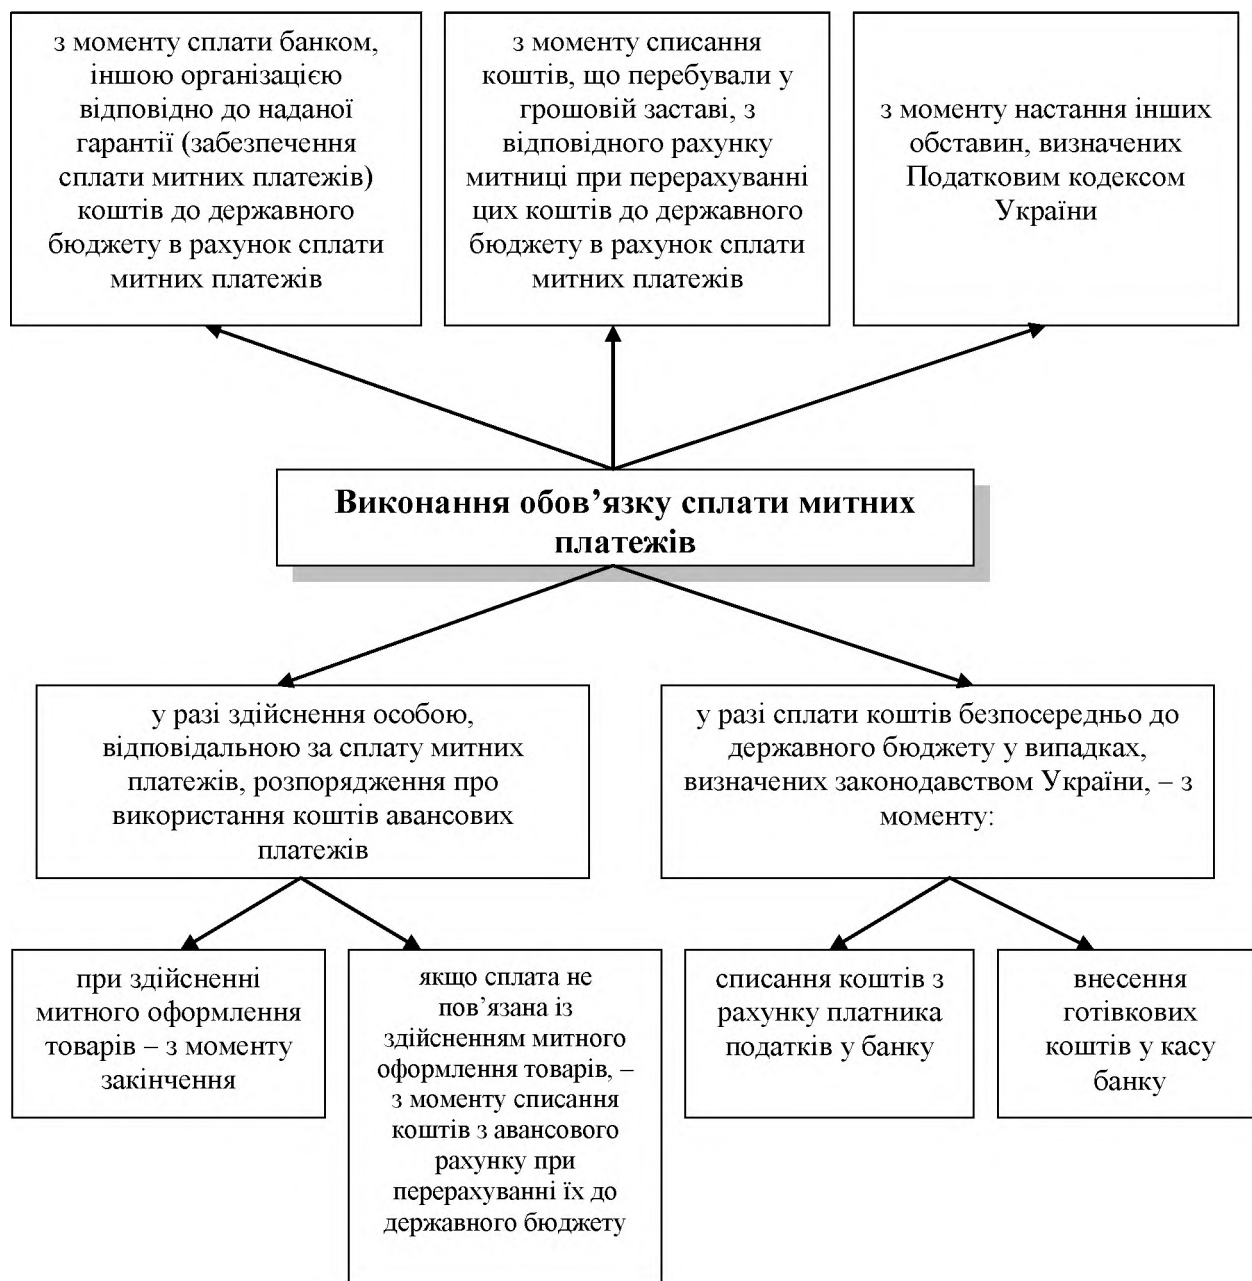 з моменту сплати банком,
іншою організацією
відповідно до наданої
гарантії (забезпечення
сплати митних платежів)
коштів до державного
бюджету в рахунок сплати
митних платежів
з моменту списання
коштів, що перебували у
грошовій заставі, з
відповідного рахунку
митниці при перерахуванні
цих коштів до державного
бюджету в рахунок сплати
митних платежів
з моменту настання інших
обставин, визначених
Податковим кодексом
України
Виконання обов’язку сплати митних
платежів
у разі здійснення особою,
відповідальною за сплату митних
платежів, розпорядження про
використання коштів авансових
платежів
у разі сплати коштів безпосередньо до
державного бюджету у випадках,
визначених законодавством України, – з
моменту:
при здійсненні
митного оформлення
товарів – з моменту
закінчення
якщо сплата не
пов’язана із
здійсненням митного
оформлення товарів, –
з моменту списання
коштів з авансового
рахунку при
перерахуванні їх до
державного бюджету
списання коштів з
рахунку платника
податків у банку
внесення
готівкових
коштів у касу
банку